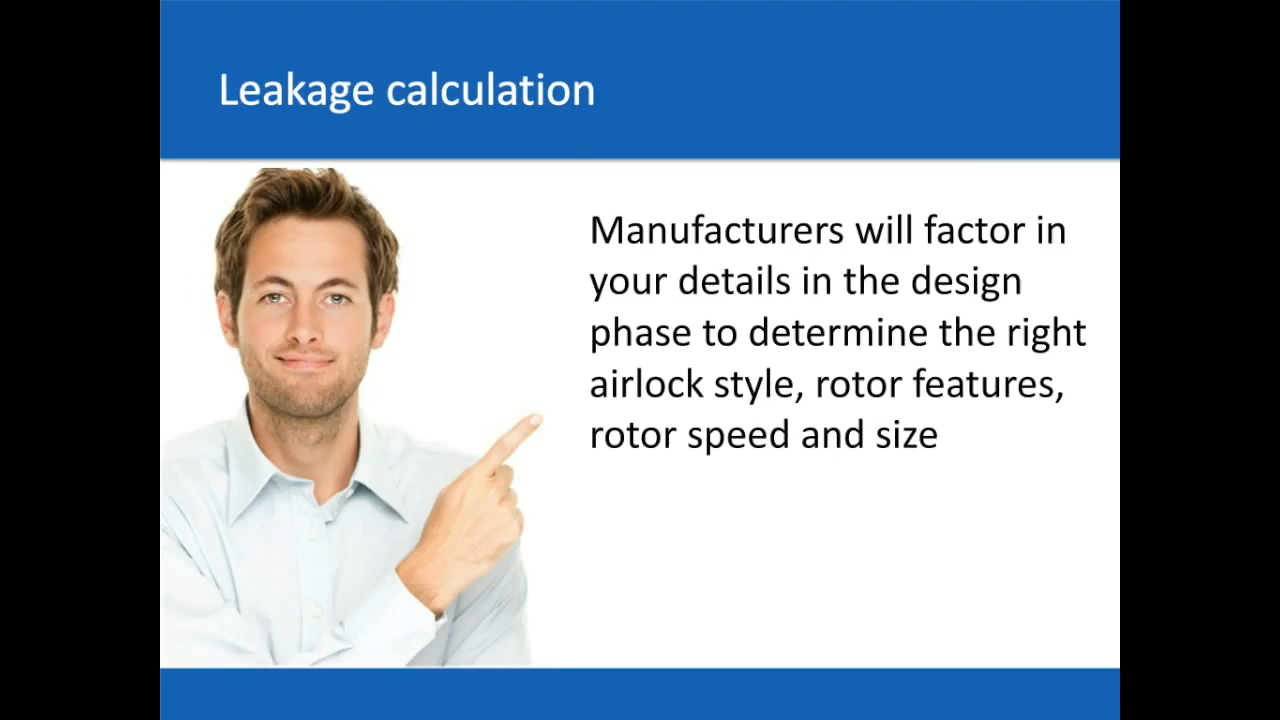 Leakage calculation
Manufacturers will factor in
your details in the design
phase to determine the right
airlock style, rotor features,
rotor speed and size